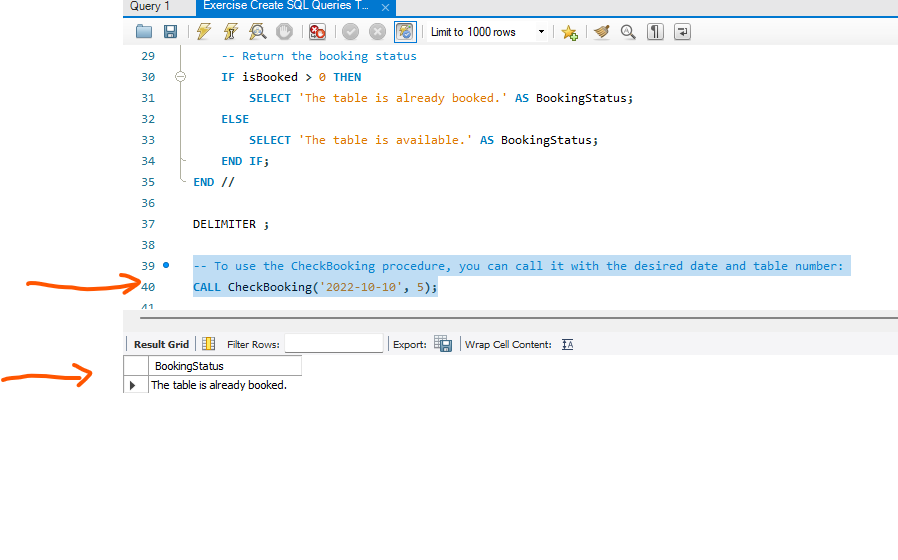 Query 1 Exercise Create SQL Queries T...
Limit to 1000 rows
29 -- Return the booking status
30 IF isBooked > 0 THEN
31 SELECT 'The table is already booked.' AS BookingStatus;
32 ELSE
33 SELECT 'The table is available.' AS BookingStatus;
34 END IF;
35 END //
36
37 DELIMITER ;
38
39 -- To use the CheckBooking procedure, you can call it with the desired date and table number:
40 CALL CheckBooking('2022-10-10', 5);
41
Result Grid Filter Rows: Export: Wrap Cell Content:
BookingStatus
The table is already booked.